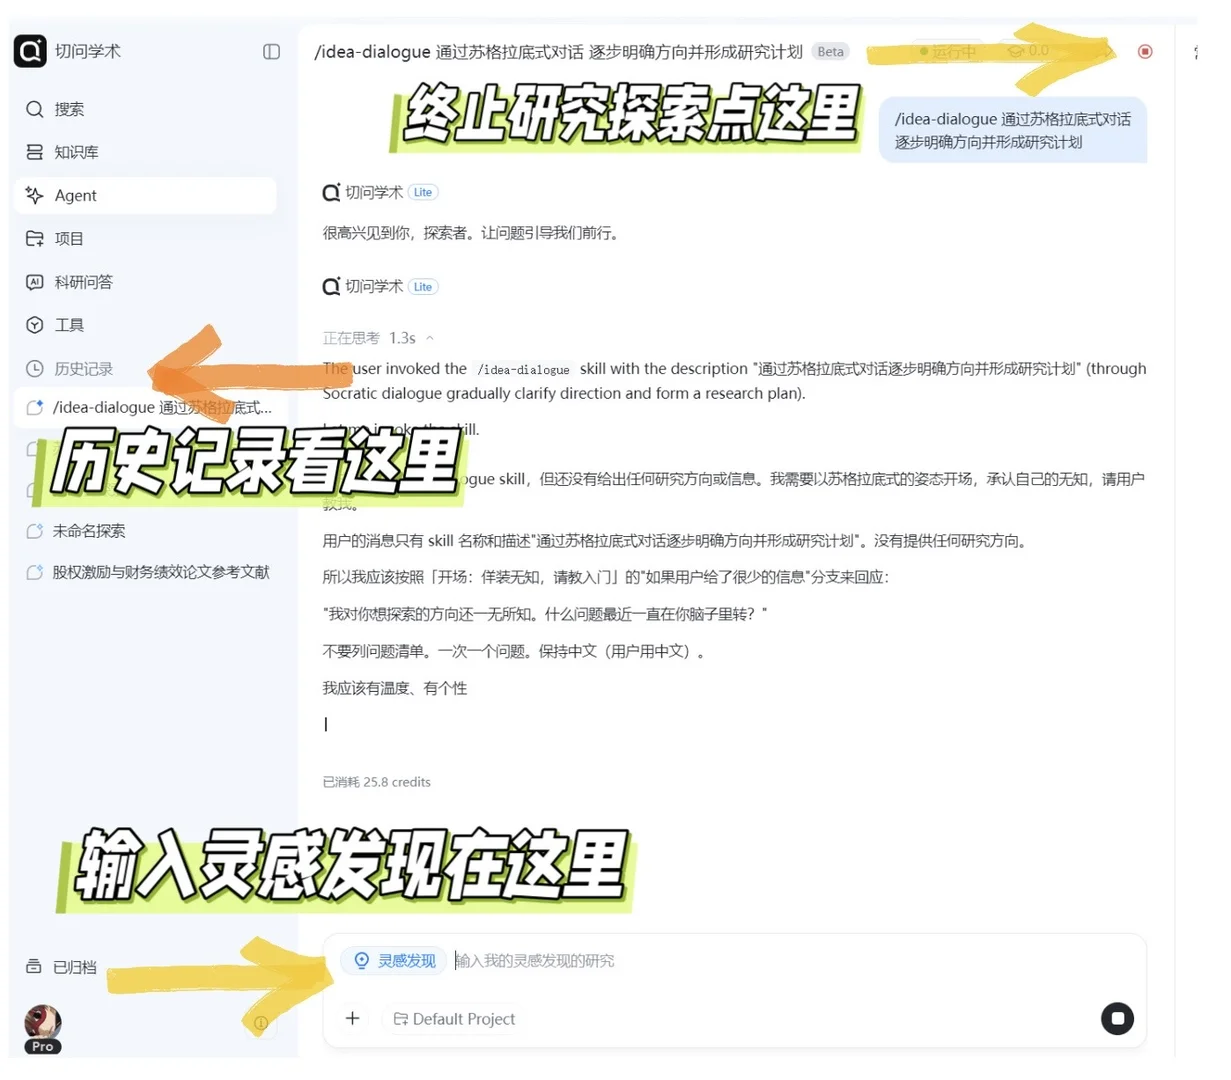 切问学术
搜索
知识库
Agent
项目
科研问答
工具
历史记录
/idea-dialogue 通过苏格拉底式...
历史记录看这里
未命名探索
股权激励与财务绩效论文参考文献
已归档
Pro
/idea-dialogue 通过苏格拉底式对话 逐步明确方向并形成研究计划 Beta
运行中 0.0
终止研究探索点这里
/idea-dialogue 通过苏格拉底式对话
逐步明确方向并形成研究计划
切问学术 Lite
很高兴见到你，探索者。让问题引导我们前行。
切问学术 Lite
正在思考 1.3s
The user invoked the /idea-dialogue skill with the description "通过苏格拉底式对话逐步明确方向并形成研究计划" (through
Socratic dialogue gradually clarify direction and form a research plan).
skill.
ogue skill，但还没有给出任何研究方向或信息。我需要以苏格拉底式的姿态开场，承认自己的无知，请用户
教我。
用户的消息只有 skill 名称和描述"通过苏格拉底式对话逐步明确方向并形成研究计划"。没有提供任何研究方向。
所以我应该按照「开场：佯装无知，请教入门」的"如果用户给了很少的信息"分支来回应：
"我对你想探索的方向还一无所知。什么问题最近一直在你脑子里转？"
不要列问题清单。一次一个问题。保持中文（用户用中文）。
我应该有温度、有个性
已消耗 25.8 credits
输入灵感发现在这里
灵感发现 输入我的灵感发现的研究
Default Project